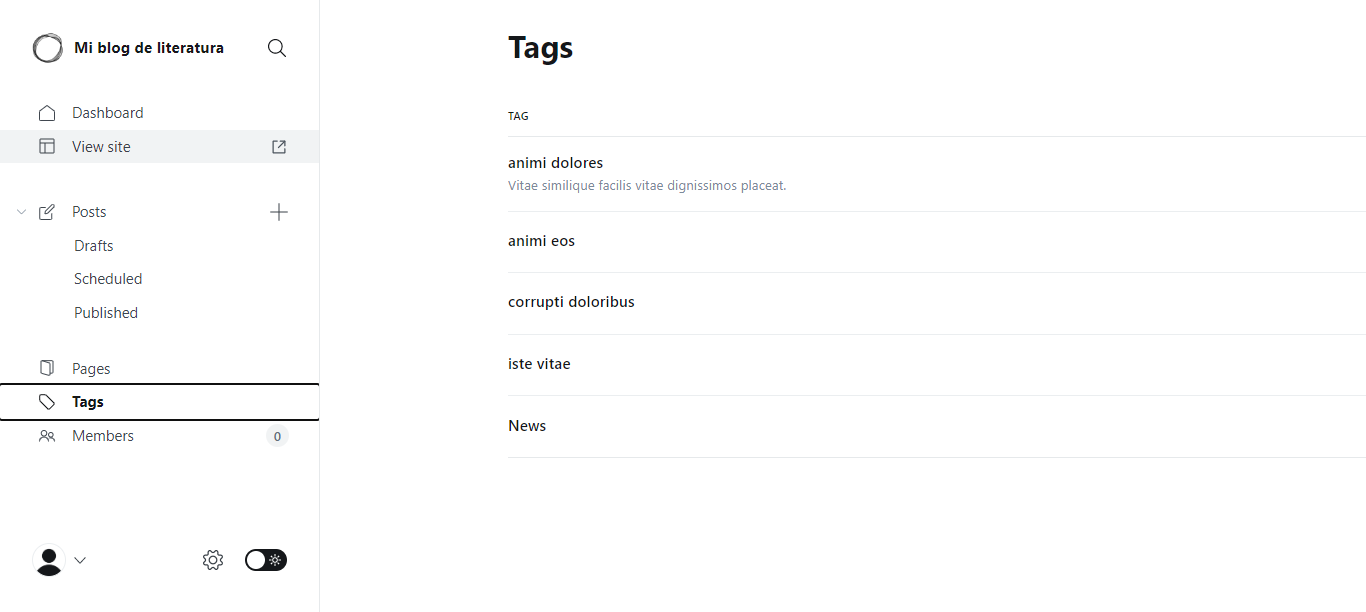 Mi blog de literatura
Dashboard
View site
Posts
Drafts
Scheduled
Published
Pages
Tags
Members 0
Tags
TAG
animi dolores
Vitae similique facilis vitae dignissimos placeat.
animi eos
corrupti doloribus
iste vitae
News